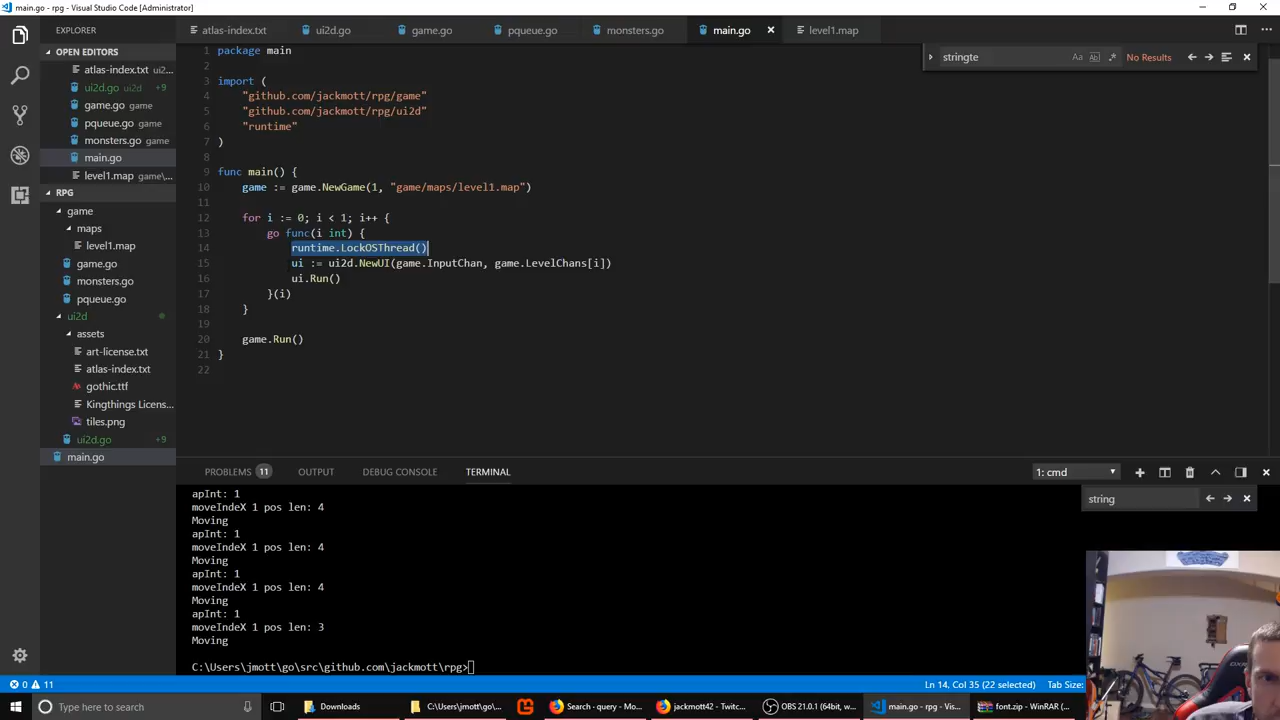 main.go - rpg - Visual Studio Code [Administrator]
EXPLORER
OPEN EDITORS
atlas-index.txt ui2...
ui2d.go ui2d +9
game.go game
pqueue.go game
monsters.go game
main.go
level1.map game\...
RPG
game
maps
level1.map
game.go
monsters.go
pqueue.go
ui2d
assets
art-license.txt
atlas-index.txt
gothic.ttf
Kingthings Licens...
tiles.png
ui2d.go +9
main.go
atlas-index.txt ui2d.go game.go pqueue.go monsters.go main.go level1.map
stringte Aa Abl .* No Results
1 package main
2
3 import (
4 "github.com/jackmott/rpg/game"
5 "github.com/jackmott/rpg/ui2d"
6 "runtime"
7 )
8
9 func main() {
10 game := game.NewGame(1, "game/maps/level1.map")
11
12 for i := 0; i < 1; i++ {
13 go func(i int) {
14 runtime.LockOSThread()
15 ui := ui2d.NewUI(game.InputChan, game.LevelChans[i])
16 ui.Run()
17 }(i)
18 }
19
20 game.Run()
21 }
22
PROBLEMS 11 OUTPUT DEBUG CONSOLE TERMINAL 1: cmd
string
apInt: 1
moveIndeX 1 pos len: 4
Moving
apInt: 1
moveIndeX 1 pos len: 4
Moving
apInt: 1
moveIndeX 1 pos len: 4
Moving
apInt: 1
moveIndeX 1 pos len: 3
Moving
C:\Users\jmott\go\src\github.com\jackmott\rpg>
0 11 Ln 14, Col 35 (22 selected) Tab Size:
Type here to search Downloads C:\Users\jmott\go\... Search - query - Mo... jackmott42 - Twitc... OBS 21.0.1 (64bit, w... main.go - rpg - Vis... font.zip - WinRAR (...